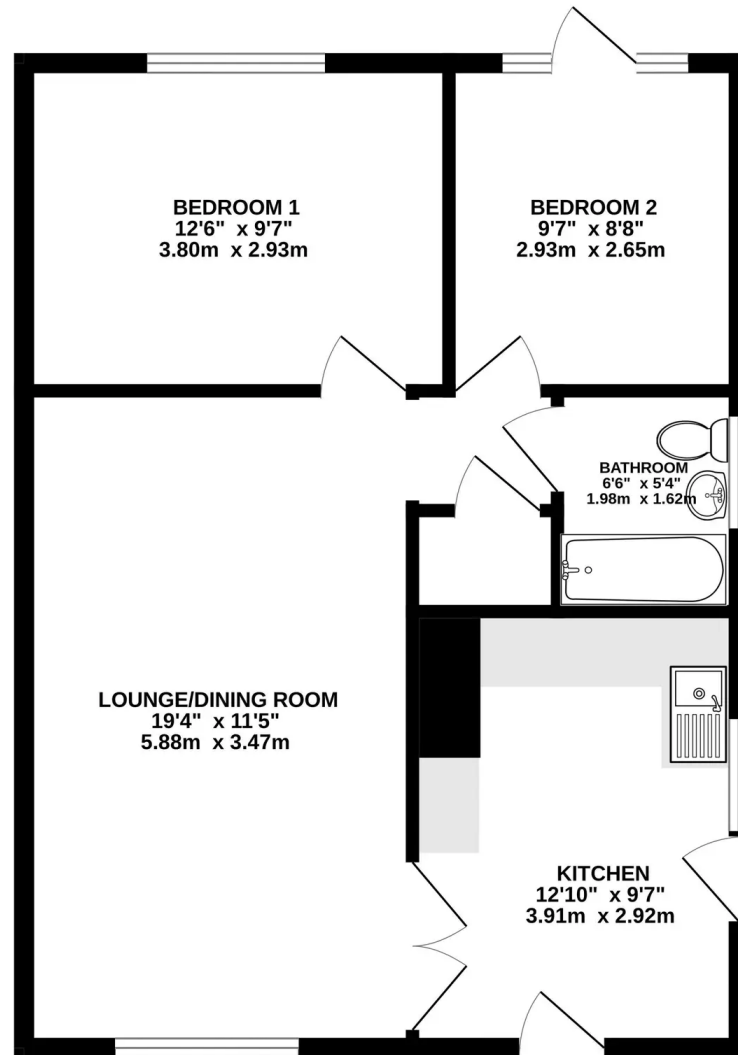 BEDROOM 1
12'6" x 9'7"
3.80m x 2.93m
BEDROOM 2
9'7" x 8'8"
2.93m x 2.65m
BATHROOM
6'6" x 5'4"
1.98m x 1.62m
LOUNGE/DINING ROOM
19'4" x 11'5"
5.88m x 3.47m
KITCHEN
12'10" x 9'7"
3.91m x 2.92m